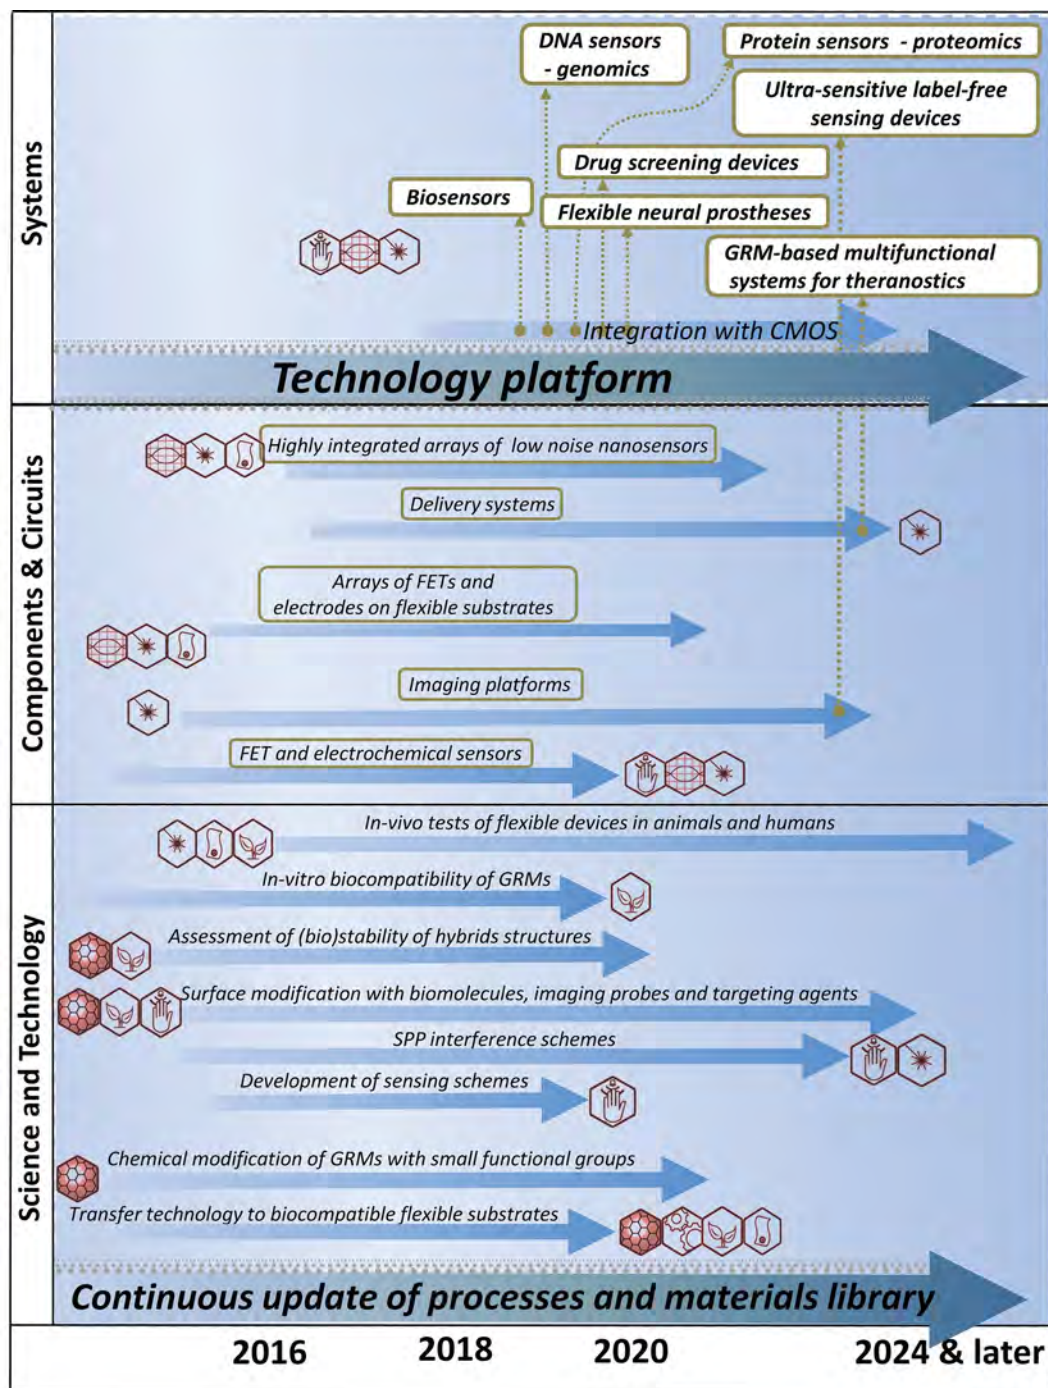 Systems
DNA sensors
- genomics
Protein sensors - proteomics
Ultra-sensitive label-free
sensing devices
Drug screening devices
Biosensors
Flexible neural prostheses
GRM-based multifunctional
systems for theranostics
Integration with CMOS
Technology platform
Components & Circuits
Highly integrated arrays of low noise nanosensors
Delivery systems
Arrays of FETs and
electrodes on flexible substrates
Imaging platforms
FET and electrochemical sensors
Science and Technology
In-vivo tests of flexible devices in animals and humans
In-vitro biocompatibility of GRMs
Assessment of (bio)stability of hybrids structures
Surface modification with biomolecules, imaging probes and targeting agents
SPP interference schemes
Development of sensing schemes
Chemical modification of GRMs with small functional groups
Transfer technology to biocompatible flexible substrates
Continuous update of processes and materials library
2016
2018
2020
2024 & later